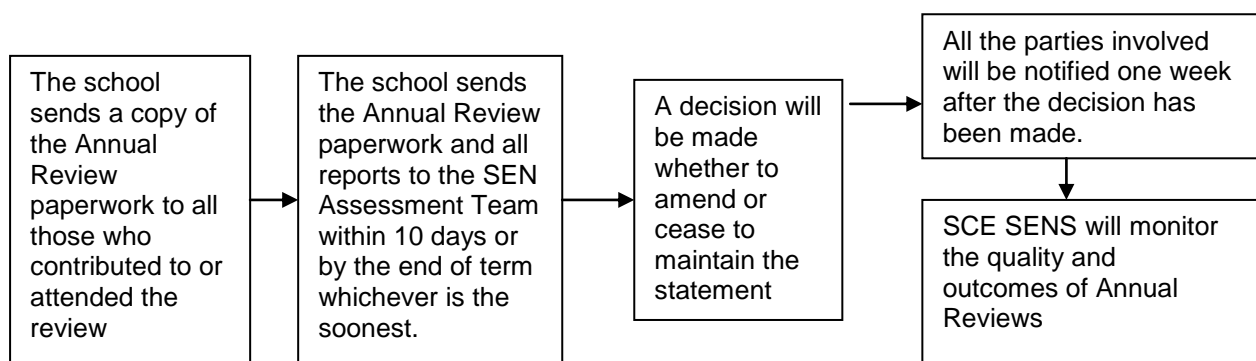 The school
sends a copy of
the Annual
Review
paperwork to all
those who
contributed to or
attended the
review
The school sends
the Annual Review
paperwork and all
reports to the SEN
Assessment Team
within 10 days or
by the end of term
whichever is the
soonest.
A decision will
be made
whether to
amend or
cease to
maintain the
statement
All the parties involved
will be notified one week
after the decision has
been made.
SCE SENS will monitor
the quality and
outcomes of Annual
Reviews